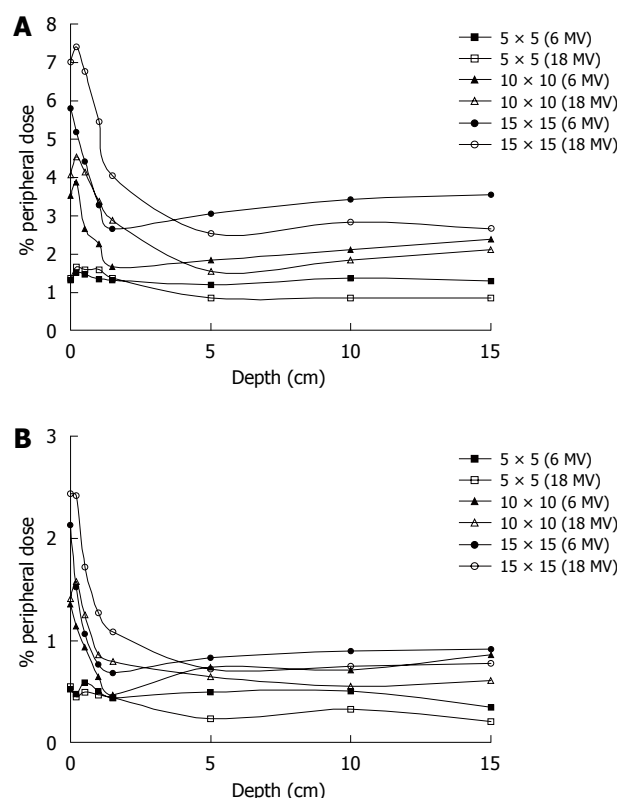 A
8
7
6
5
4
3
2
1
0
% peripheral dose
0 5 10 15
Depth (cm)
5 × 5 (6 MV)
5 × 5 (18 MV)
10 × 10 (6 MV)
10 × 10 (18 MV)
15 × 15 (6 MV)
15 × 15 (18 MV)
B
3
2
1
0
% peripheral dose
0 5 10 15
Depth (cm)
5 × 5 (6 MV)
5 × 5 (18 MV)
10 × 10 (6 MV)
10 × 10 (18 MV)
15 × 15 (6 MV)
15 × 15 (18 MV)